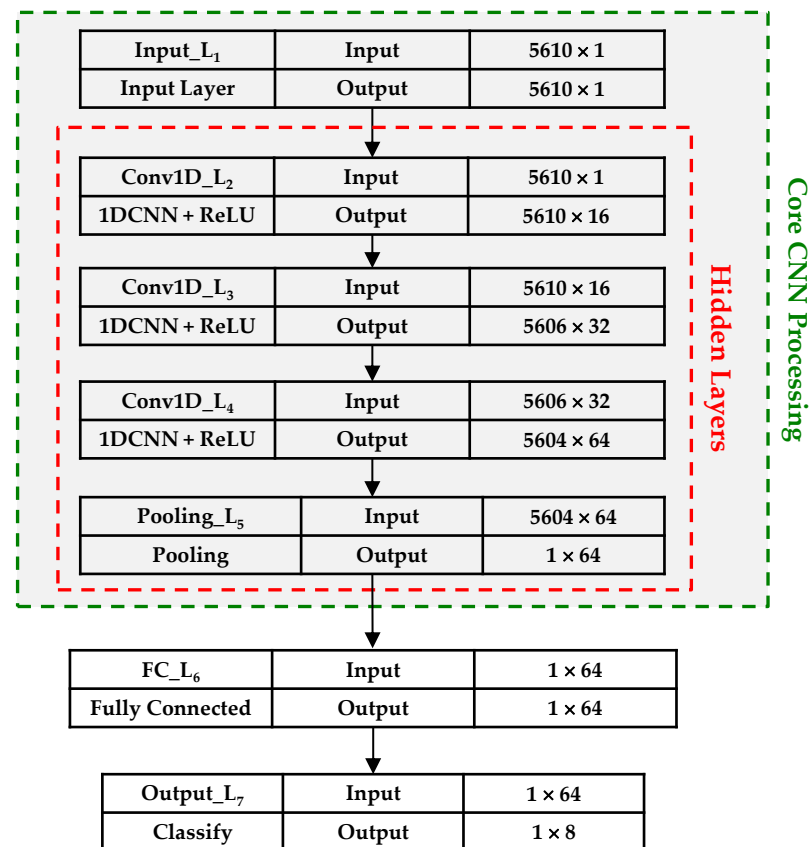 Input_L₁ Input 5610 × 1
Input Layer Output 5610 × 1
Conv1D_L₂ Input 5610 × 1
1DCNN + ReLU Output 5610 × 16
Conv1D_L₃ Input 5610 × 16
1DCNN + ReLU Output 5606 × 32
Conv1D_L₄ Input 5606 × 32
1DCNN + ReLU Output 5604 × 64
Pooling_L₅ Input 5604 × 64
Pooling Output 1 × 64
Hidden Layers
Core CNN Processing
FC_L₆ Input 1 × 64
Fully Connected Output 1 × 64
Output_L₇ Input 1 × 64
Classify Output 1 × 8